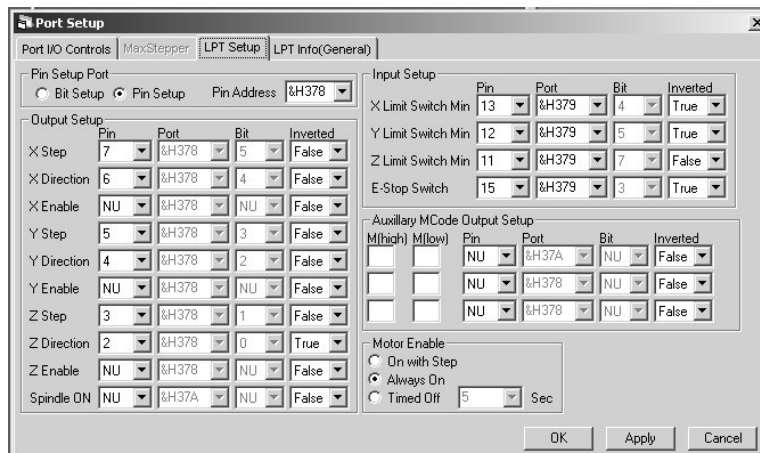 Port Setup
Port I/O Controls MaxStepper LPT Setup LPT Info(General)
Pin Setup Port
Bit Setup Pin Setup Pin Address &H378
Output Setup
Pin Port Bit Inverted
X Step 7 &H378 5 False
X Direction 6 &H378 4 False
X Enable NU &H378 NU False
Y Step 5 &H378 3 False
Y Direction 4 &H378 2 False
Y Enable NU &H378 NU False
Z Step 3 &H378 1 False
Z Direction 2 &H378 0 True
Z Enable NU &H378 NU False
Spindle ON NU &H37A NU False
Input Setup
Pin Port Bit Inverted
X Limit Switch Min 13 &H379 4 True
Y Limit Switch Min 12 &H379 5 True
Z Limit Switch Min 11 &H379 7 False
E-Stop Switch 15 &H379 3 True
Auxillary MCode Output Setup
M(high) M(low) Pin Port Bit Inverted
NU &H37A NU False
NU &H378 NU False
NU &H378 NU False
Motor Enable
On with Step
Always On
Timed Off 5 Sec
OK Apply Cancel